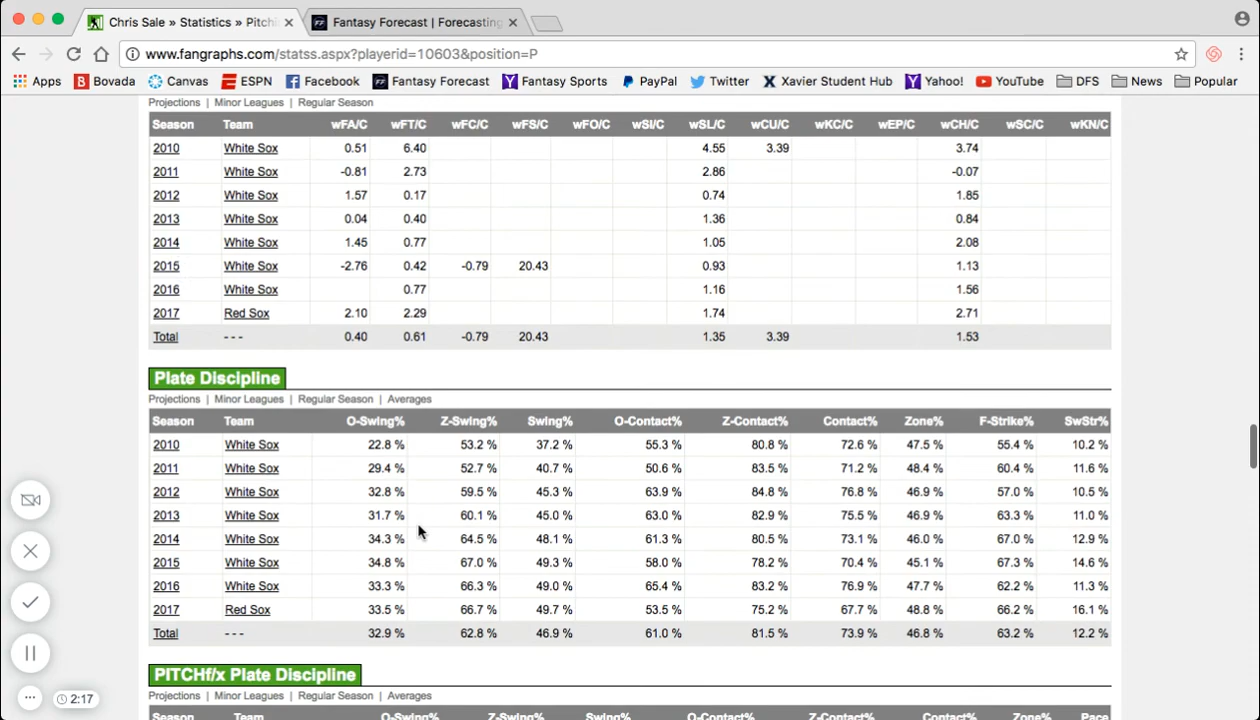 Chris Sale » Statistics » Pitchi
Fantasy Forecast | Forecasting
www.fangraphs.com/statss.aspx?playerid=10603&position=P
Apps Bovada Canvas ESPN Facebook Fantasy Forecast Fantasy Sports PayPal Twitter Xavier Student Hub Yahoo! YouTube DFS News Popular
Projections | Minor Leagues | Regular Season
Season Team wFA/C wFT/C wFC/C wFS/C wFO/C wSI/C wSL/C wCU/C wKC/C wEP/C wCH/C wSC/C wKN/C
2010 White Sox 0.51 6.40 4.55 3.39 3.74
2011 White Sox -0.81 2.73 2.86 -0.07
2012 White Sox 1.57 0.17 0.74 1.85
2013 White Sox 0.04 0.40 1.36 0.84
2014 White Sox 1.45 0.77 1.05 2.08
2015 White Sox -2.76 0.42 -0.79 20.43 0.93 1.13
2016 White Sox 0.77 1.16 1.56
2017 Red Sox 2.10 2.29 1.74 2.71
Total - - - 0.40 0.61 -0.79 20.43 1.35 3.39 1.53
Plate Discipline
Projections | Minor Leagues | Regular Season | Averages
Season Team O-Swing% Z-Swing% Swing% O-Contact% Z-Contact% Contact% Zone% F-Strike% SwStr%
2010 White Sox 22.8 % 53.2 % 37.2 % 55.3 % 80.8 % 72.6 % 47.5 % 55.4 % 10.2 %
2011 White Sox 29.4 % 52.7 % 40.7 % 50.6 % 83.5 % 71.2 % 48.4 % 60.4 % 11.6 %
2012 White Sox 32.8 % 59.5 % 45.3 % 63.9 % 84.8 % 76.8 % 46.9 % 57.0 % 10.5 %
2013 White Sox 31.7 % 60.1 % 45.0 % 63.0 % 82.9 % 75.5 % 46.9 % 63.3 % 11.0 %
2014 White Sox 34.3 % 64.5 % 48.1 % 61.3 % 80.5 % 73.1 % 46.0 % 67.0 % 12.9 %
2015 White Sox 34.8 % 67.0 % 49.3 % 58.0 % 78.2 % 70.4 % 45.1 % 67.3 % 14.6 %
2016 White Sox 33.3 % 66.3 % 49.0 % 65.4 % 83.2 % 76.9 % 47.7 % 62.2 % 11.3 %
2017 Red Sox 33.5 % 66.7 % 49.7 % 53.5 % 75.2 % 67.7 % 48.8 % 66.2 % 16.1 %
Total - - - 32.9 % 62.8 % 46.9 % 61.0 % 81.5 % 73.9 % 46.8 % 63.2 % 12.2 %
PITCHf/x Plate Discipline
Projections | Minor Leagues | Regular Season | Averages
2:17
Season Team O-Swing% Z-Swing% Swing% O-Contact% Z-Contact% Contact% Zone% Pace